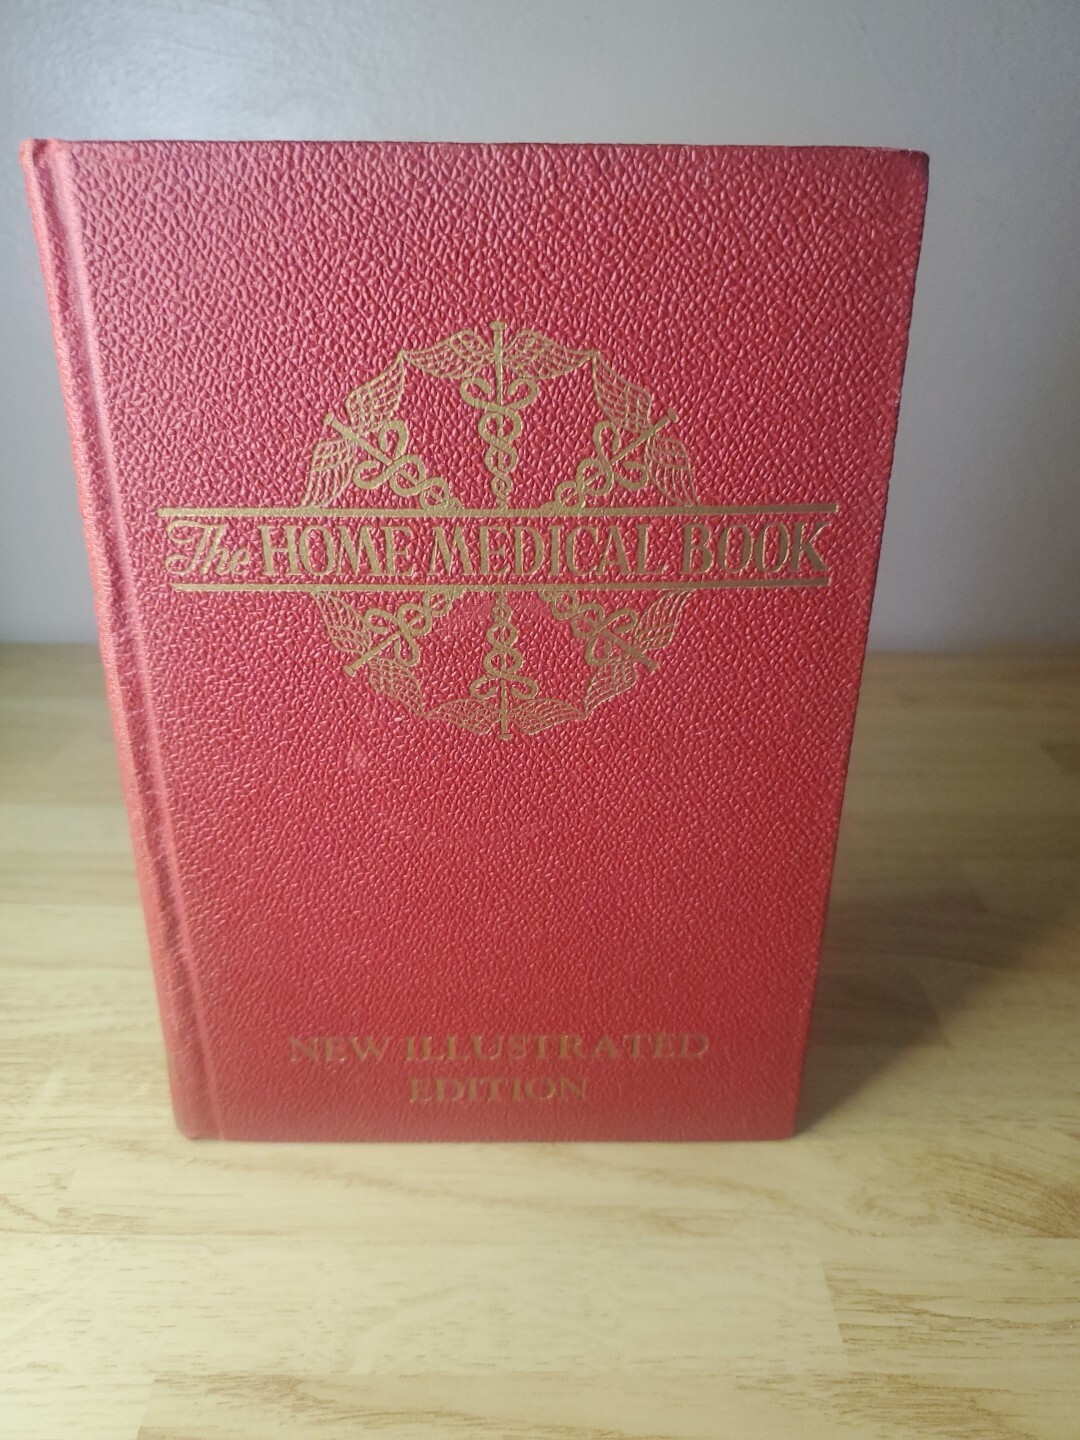 The HOME MEDICAL BOOK
NEW ILLUSTRATED
EDITION